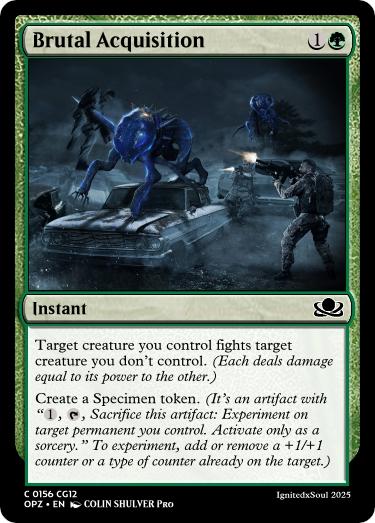 Brutal Acquisition 1
Instant
Target creature you control fights target
creature you don't control. (Each deals damage
equal to its power to the other.)
Create a Specimen token. (It's an artifact with
"1, , Sacrifice this artifact: Experiment on
target permanent you control. Activate only as a
sorcery." To experiment, add or remove a +1/+1
counter or a type of counter already on the target.)
C 0156 CG12
OPZ • EN COLIN SHULVER PRO
IgnitedxSoul 2025